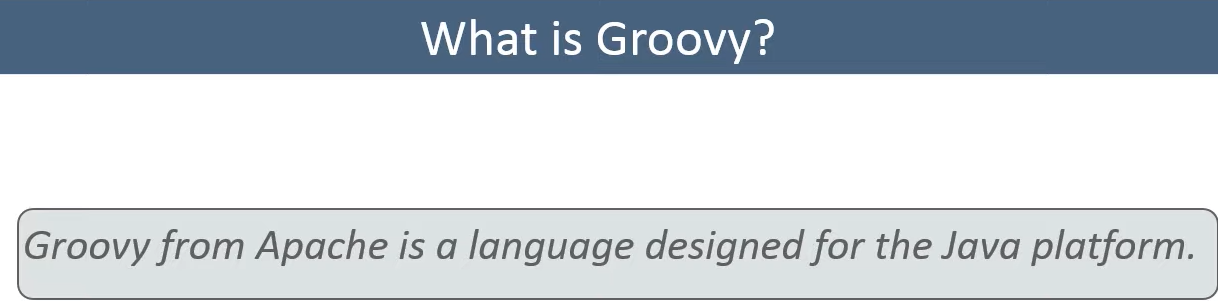 What is Groovy?
Groovy from Apache is a language designed for the Java platform.